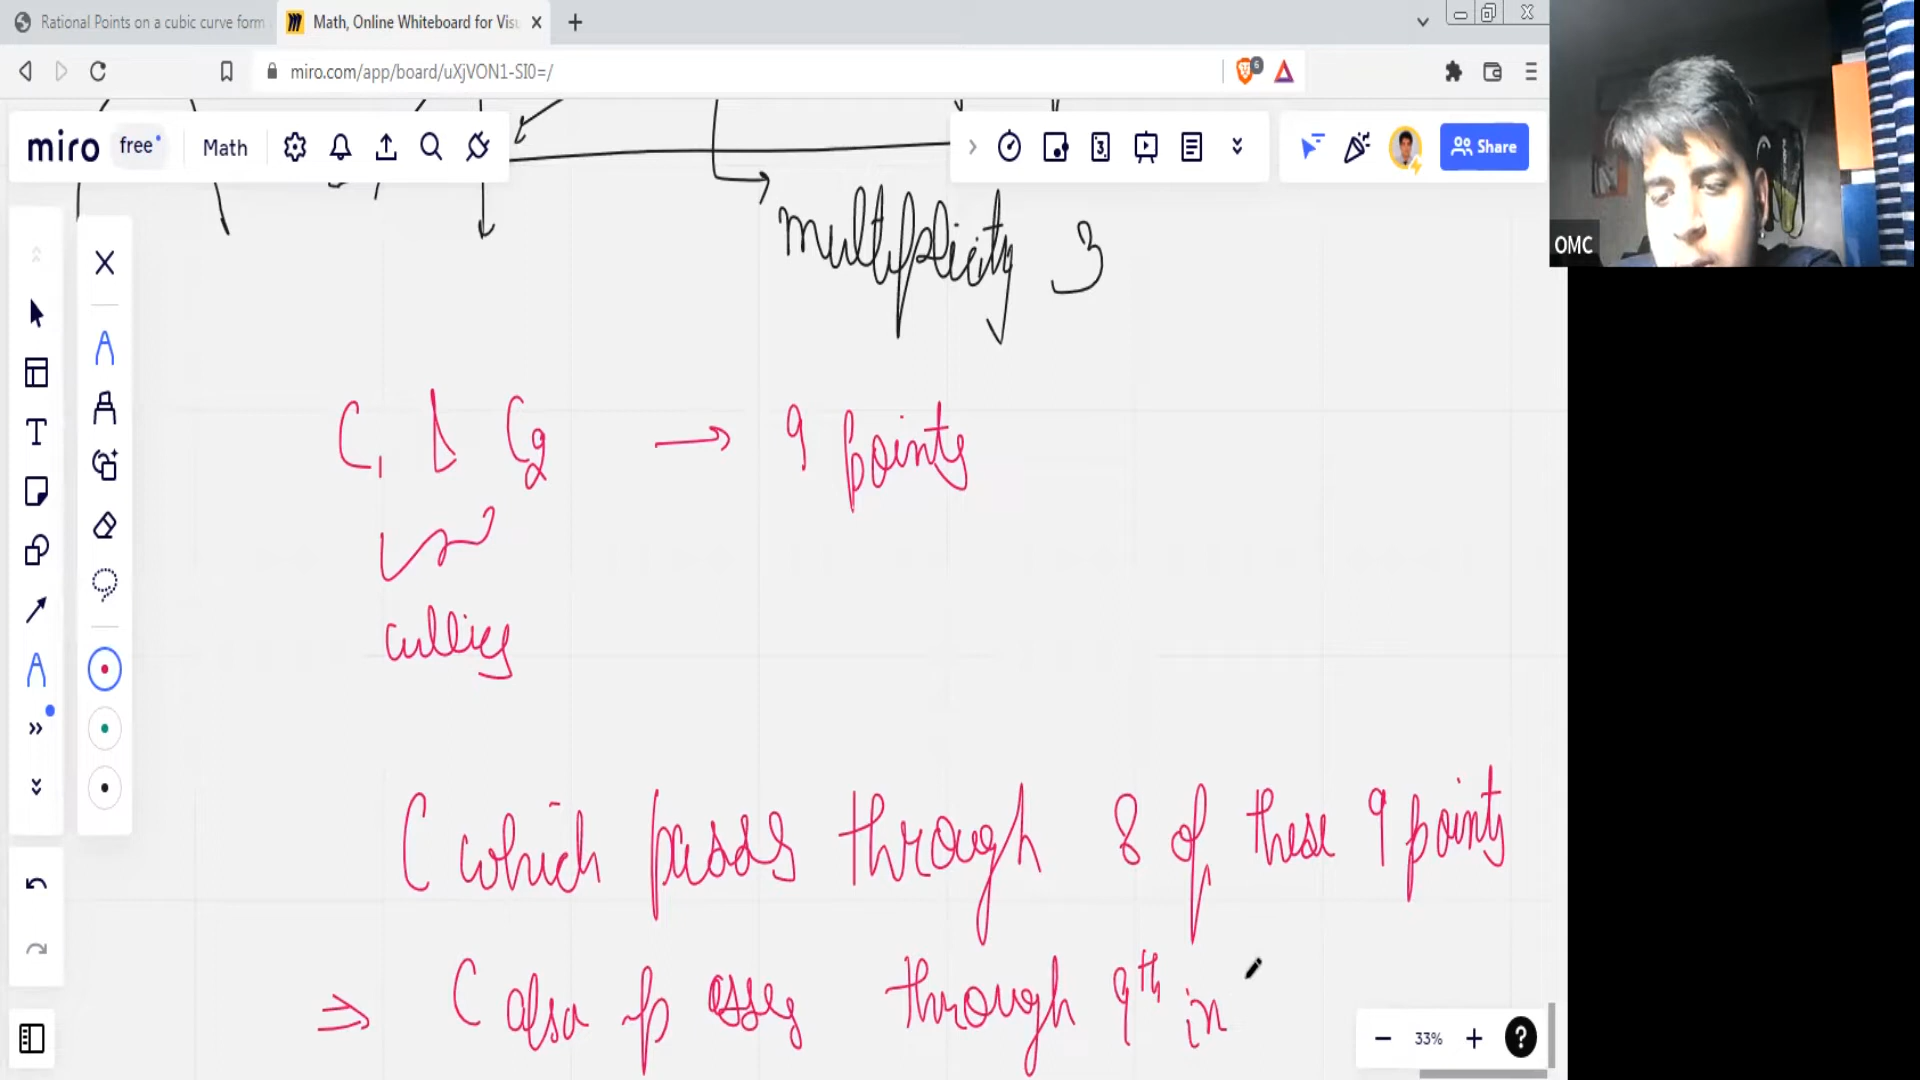 Rational Points on a cubic curve form
Math, Online Whiteboard for Visu
miro.com/app/board/uXjVON1-SI0=/
6
miro free Math
3
Share
OMC
multiplicity 3
C1 & C2 → 9 points
cubics
C which passes through 8 of these 9 points
⇒ C also passes through 9th in
33%